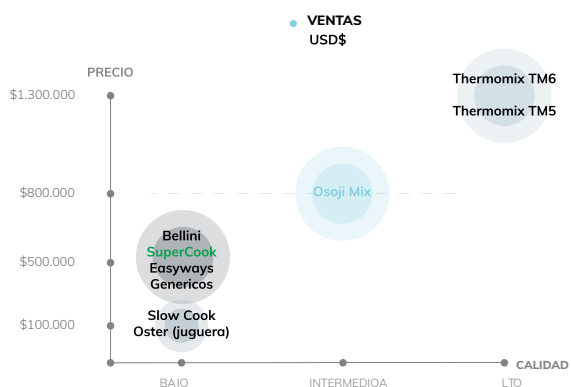 VENTAS
USD$
PRECIO
$1.300.000
Thermomix TM6
Thermomix TM5
$800.000
Osoji Mix
Bellini
SuperCook
$500.000
Easyways
Genericos
Slow Cook
$100.000
Oster (juguera)
CALIDAD
BAJO
INTERMEDIOA
LTO